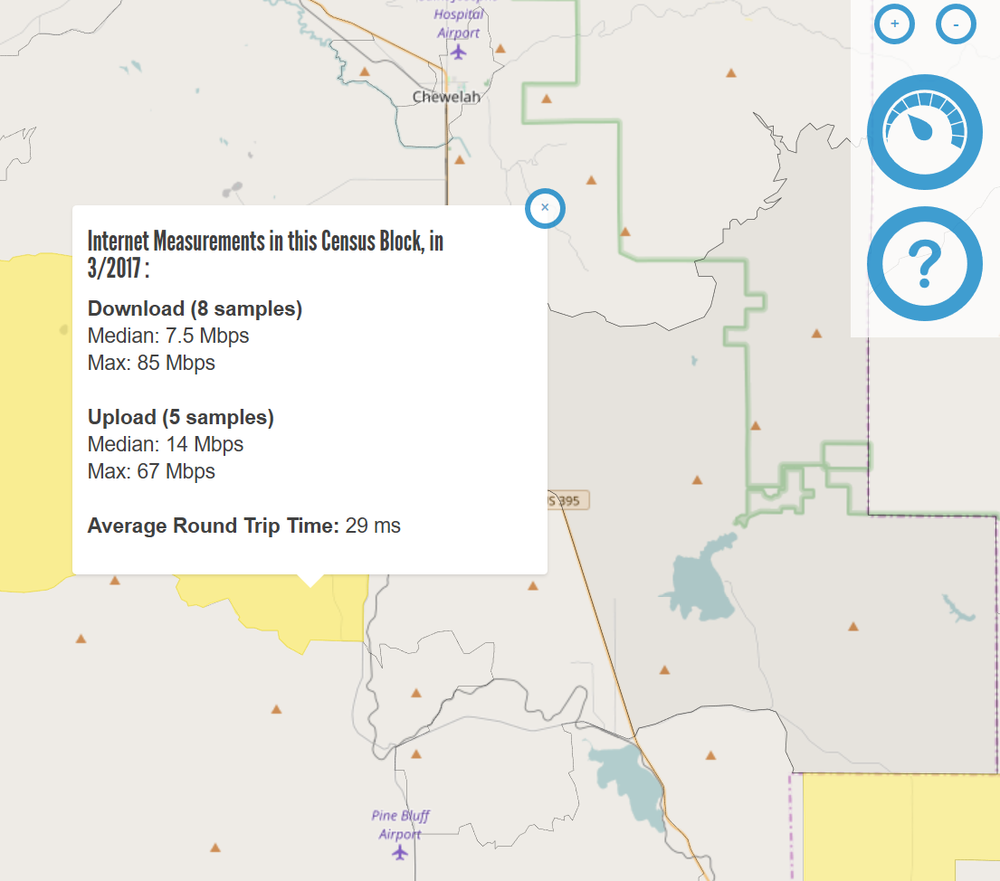 Hospital
Airport
+
-
Chewelah
×
Internet Measurements in this Census Block, in
3/2017 :
Download (8 samples)
Median: 7.5 Mbps
Max: 85 Mbps
Upload (5 samples)
Median: 14 Mbps
Max: 67 Mbps
Average Round Trip Time: 29 ms
?
US 395
Pine Bluff
Airport